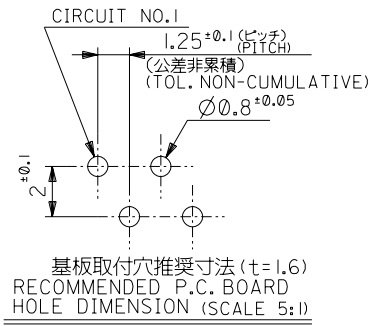 CIRCUIT NO.1
1.25±0.1 (ピッチ)
(PITCH)
(公差非累積)
(TOL. NON-CUMULATIVE)
Ø0.8±0.05
2±0.1
基板取付穴推奨寸法 (t=1.6)
RECOMMENDED P.C. BOARD
HOLE DIMENSION (SCALE 5:1)